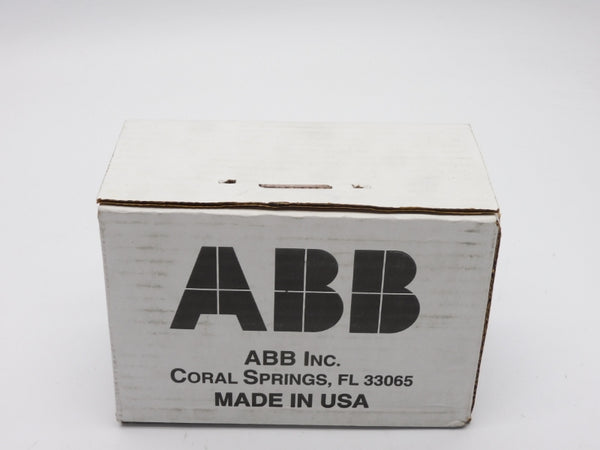 ABB
ABB INC.
CORAL SPRINGS, FL 33065
MADE IN USA